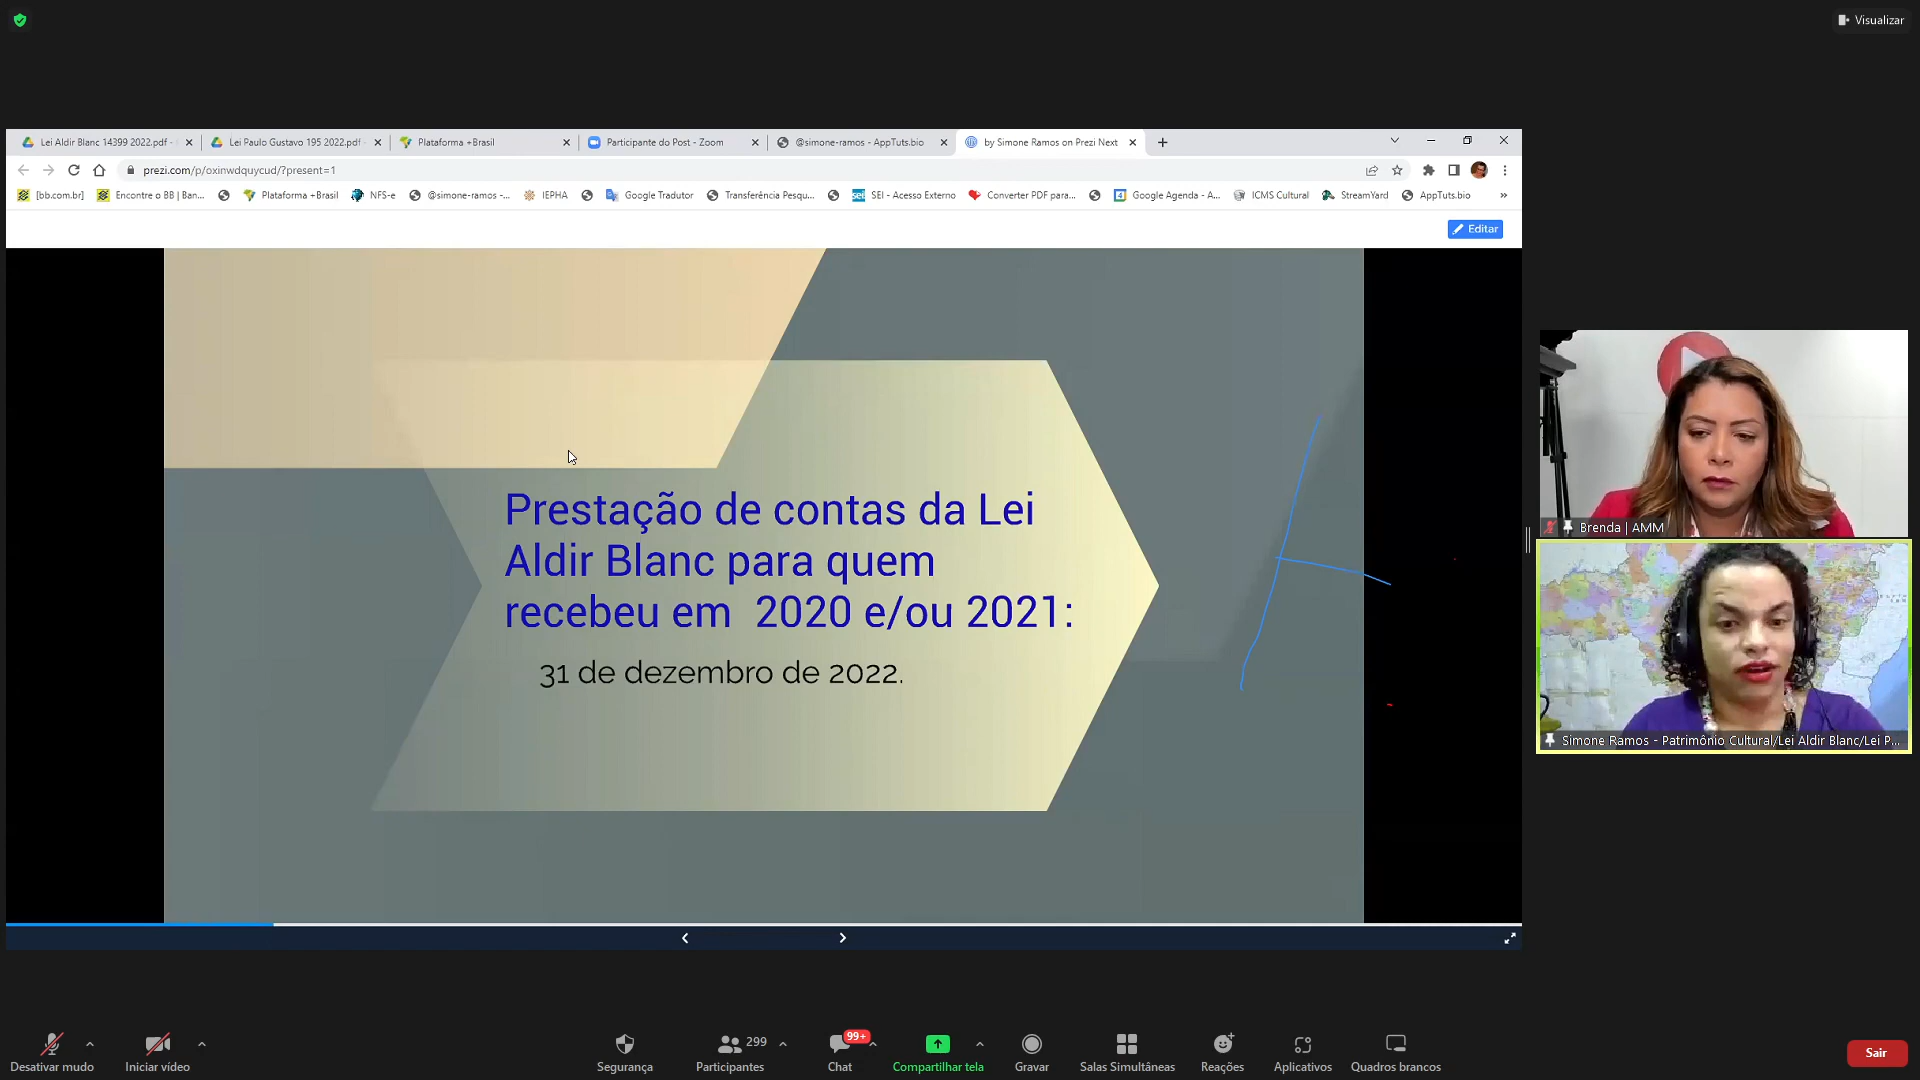 Visualizar
Lei Aldir Blanc 14399 2022.pdf -
Lei Paulo Gustavo 195 2022.pdf
Plataforma +Brasil
Participante do Post - Zoom
@simone-ramos - AppTuts.bio
by Simone Ramos on Prezi Next
prezi.com/p/oxinwdquycud/?present=1
[bb.com.br]
Encontre o BB | Ban...
Plataforma +Brasil
NFS-e
@simone-ramos -...
IEPHA
Google Tradutor
Transferência Pesqu...
sei
SEI - Acesso Externo
Converter PDF para...
Google Agenda - A...
ICMS Cultural
StreamYard
AppTuts.bio
»
Editar
Prestação de contas da Lei
Aldir Blanc para quem
recebeu em 2020 e/ou 2021:
31 de dezembro de 2022.
Brenda | AMM
Simone Ramos - Patrimônio Cultural/Lei Aldir Blanc/Lei P...
Desativar mudo
Iniciar vídeo
Segurança
299
Participantes
99+
Chat
Compartilhar tela
Gravar
Salas Simultâneas
Reações
Aplicativos
Quadros brancos
Sair